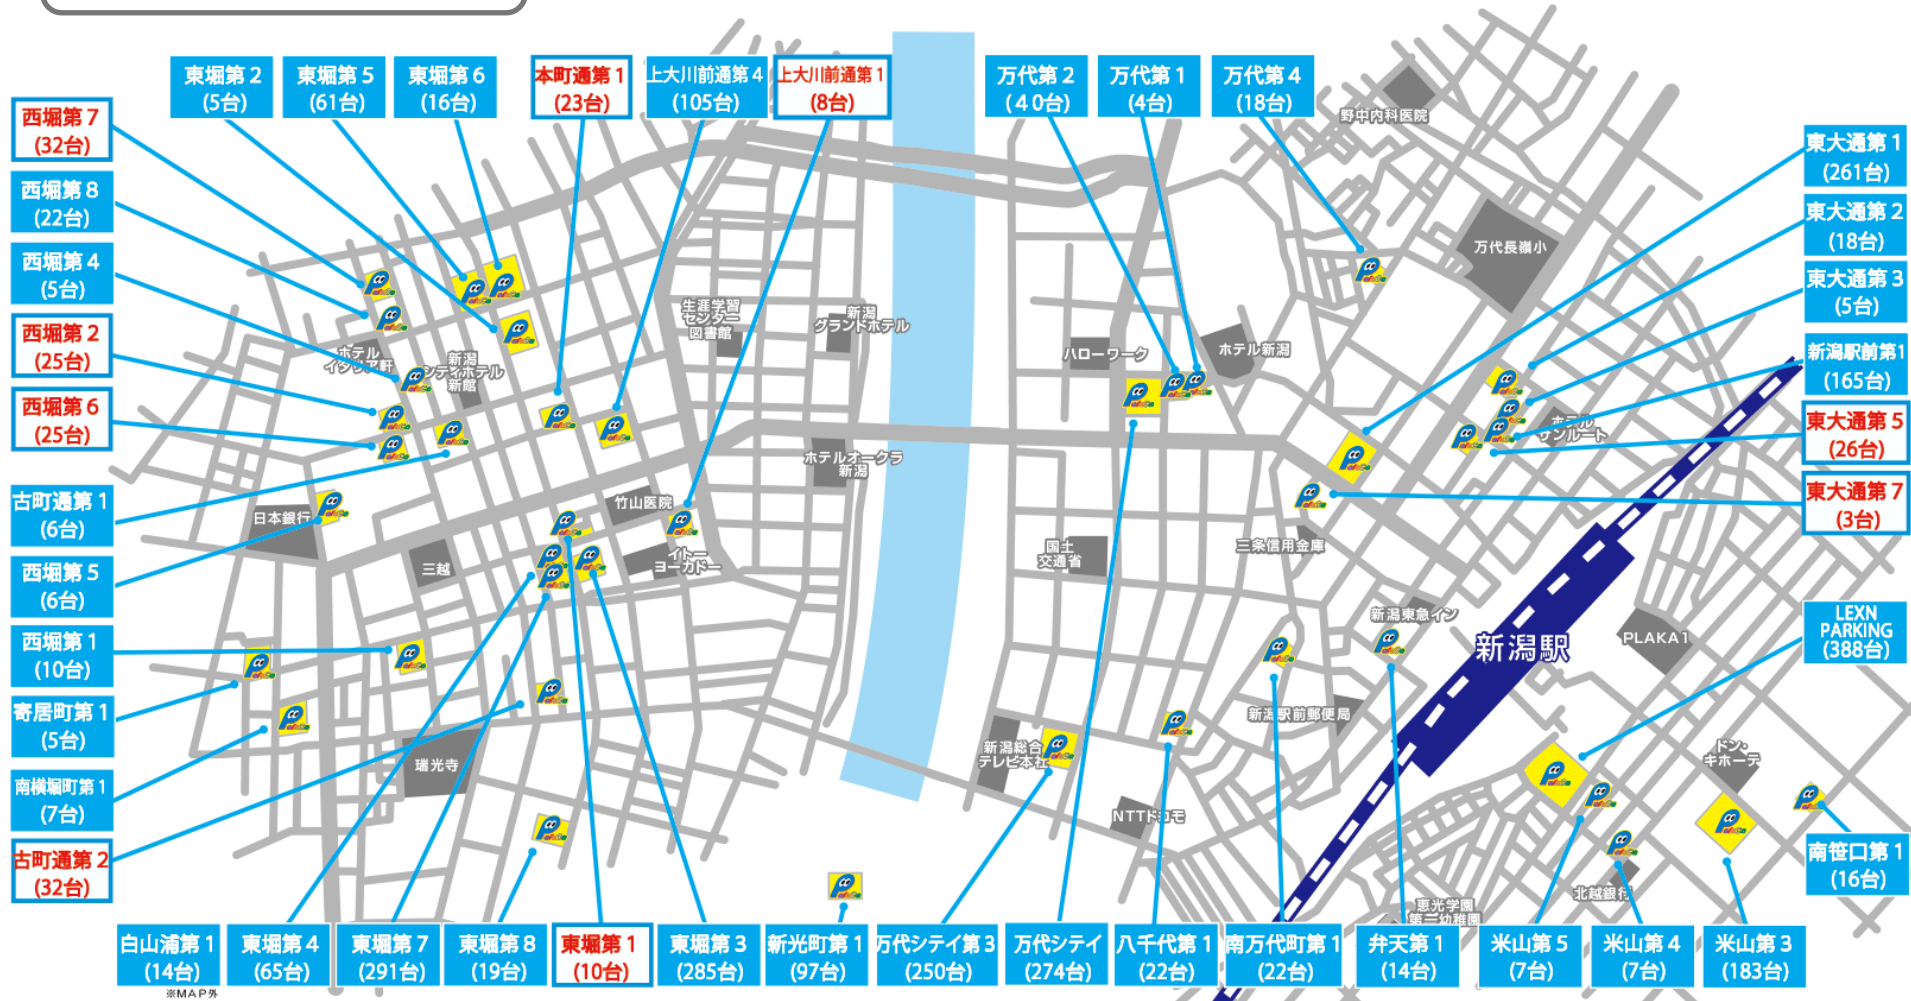 東堀第２
(5台)
東堀第５
(61台)
東堀第６
(16台)
本町通第１
(23台)
上大川前通第４
(105台)
上大川前通第１
(8台)
万代第２
(４０台)
万代第１
(4台)
万代第４
(18台)
西堀第７
(32台)
西堀第８
(22台)
西堀第４
(5台)
西堀第２
(25台)
西堀第６
(25台)
古町通第１
(6台)
西堀第５
(6台)
西堀第１
(10台)
寄居町第１
(5台)
南横堀町第１
(7台)
古町通第２
(32台)
東大通第１
(261台)
東大通第２
(18台)
東大通第３
(5台)
新潟駅前第1
(165台)
東大通第５
(26台)
東大通第７
(3台)
LEXN
PARKING
(388台)
南笹口第１
(16台)
野中内科医院
万代長嶺小
生涯学習
センター
図書館
新潟
グランドホテル
ホテル
イタリア軒
新潟
シティホテル
新館
ハローワーク
ホテル新潟
ホテル
サンルート
ホテルオークラ
新潟
竹山医院
日本銀行
三越
イトー
ヨーカドー
国土
交通省
三条信用金庫
新潟東急イン
新潟駅
PLAKA1
新潟駅前郵便局
瑞光寺
新潟総合
テレビ本社
NTTドコモ
ドン・
キホーテ
北越銀行
恵光学園
第二幼稚園
白山浦第１
(14台)
※MAP外
東堀第４
(65台)
東堀第７
(291台)
東堀第８
(19台)
東堀第１
(10台)
東堀第３
(285台)
新光町第１
(97台)
万代シテイ第３
(250台)
万代シテイ
(274台)
八千代第１
(22台)
南万代町第１
(22台)
弁天第１
(14台)
米山第５
(7台)
米山第４
(7台)
米山第３
(183台)